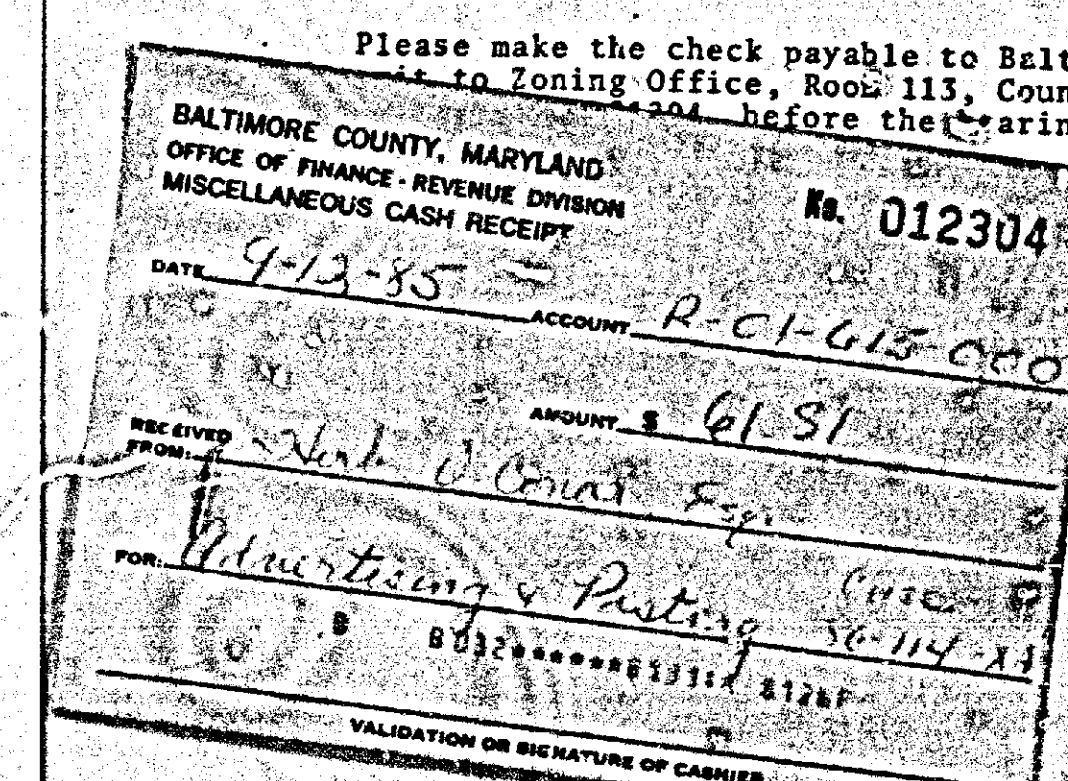 Please make the check payable to Balt
to Zoning Office, Room 113, Coun
before the
BALTIMORE COUNTY, MARYLAND
OFFICE OF FINANCE - REVENUE DIVISION
MISCELLANEOUS CASH RECEIPT
No. 012304
DATE 9-13-85
ACCOUNT R-01-615-000
AMOUNT $ 61.51
RECEIVED
FROM: Esq.
FOR: Advertising & Posting Case
VALIDATION OR SIGNATURE OF CASHIER